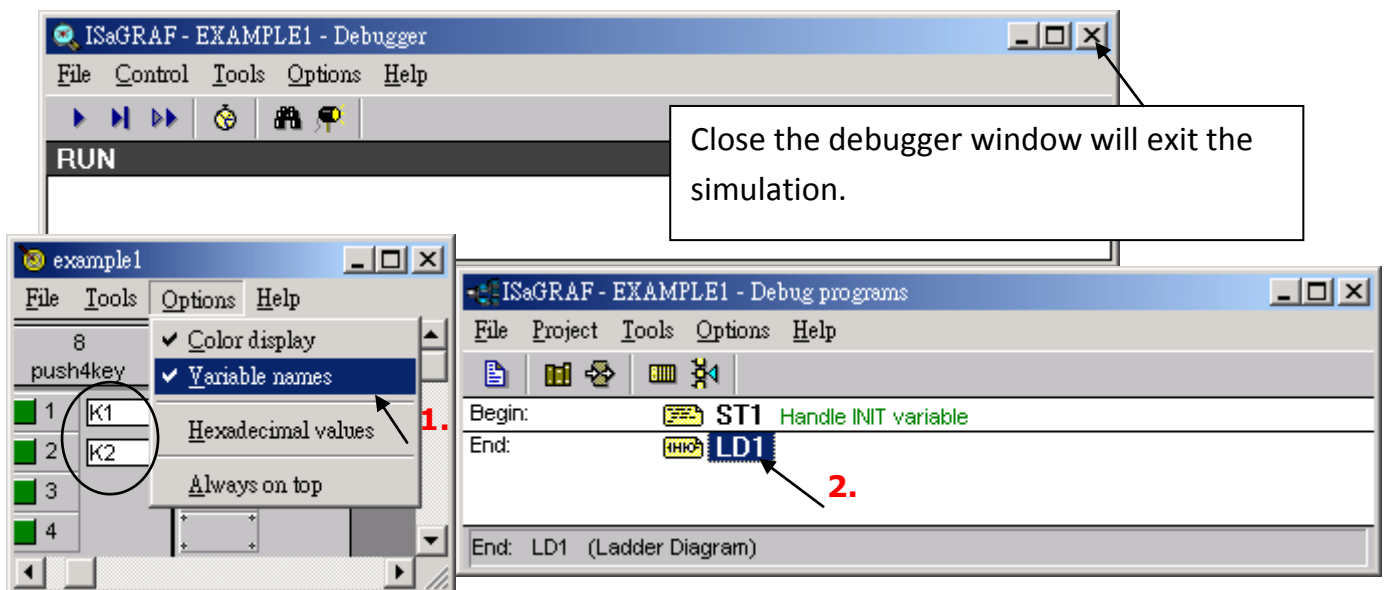 ISaGRAF - EXAMPLE1 - Debugger
File Control Tools Options Help
RUN
Close the debugger window will exit the
simulation.
example1
File Tools Options Help
8
push4key
Color display
Variable names
Hexadecimal values
Always on top
1 K1
2 K2
3
4
1.
ISaGRAF - EXAMPLE1 - Debug programs
File Project Tools Options Help
Begin: ST1 Handle INIT variable
End: LD1
2.
End: LD1 (Ladder Diagram)